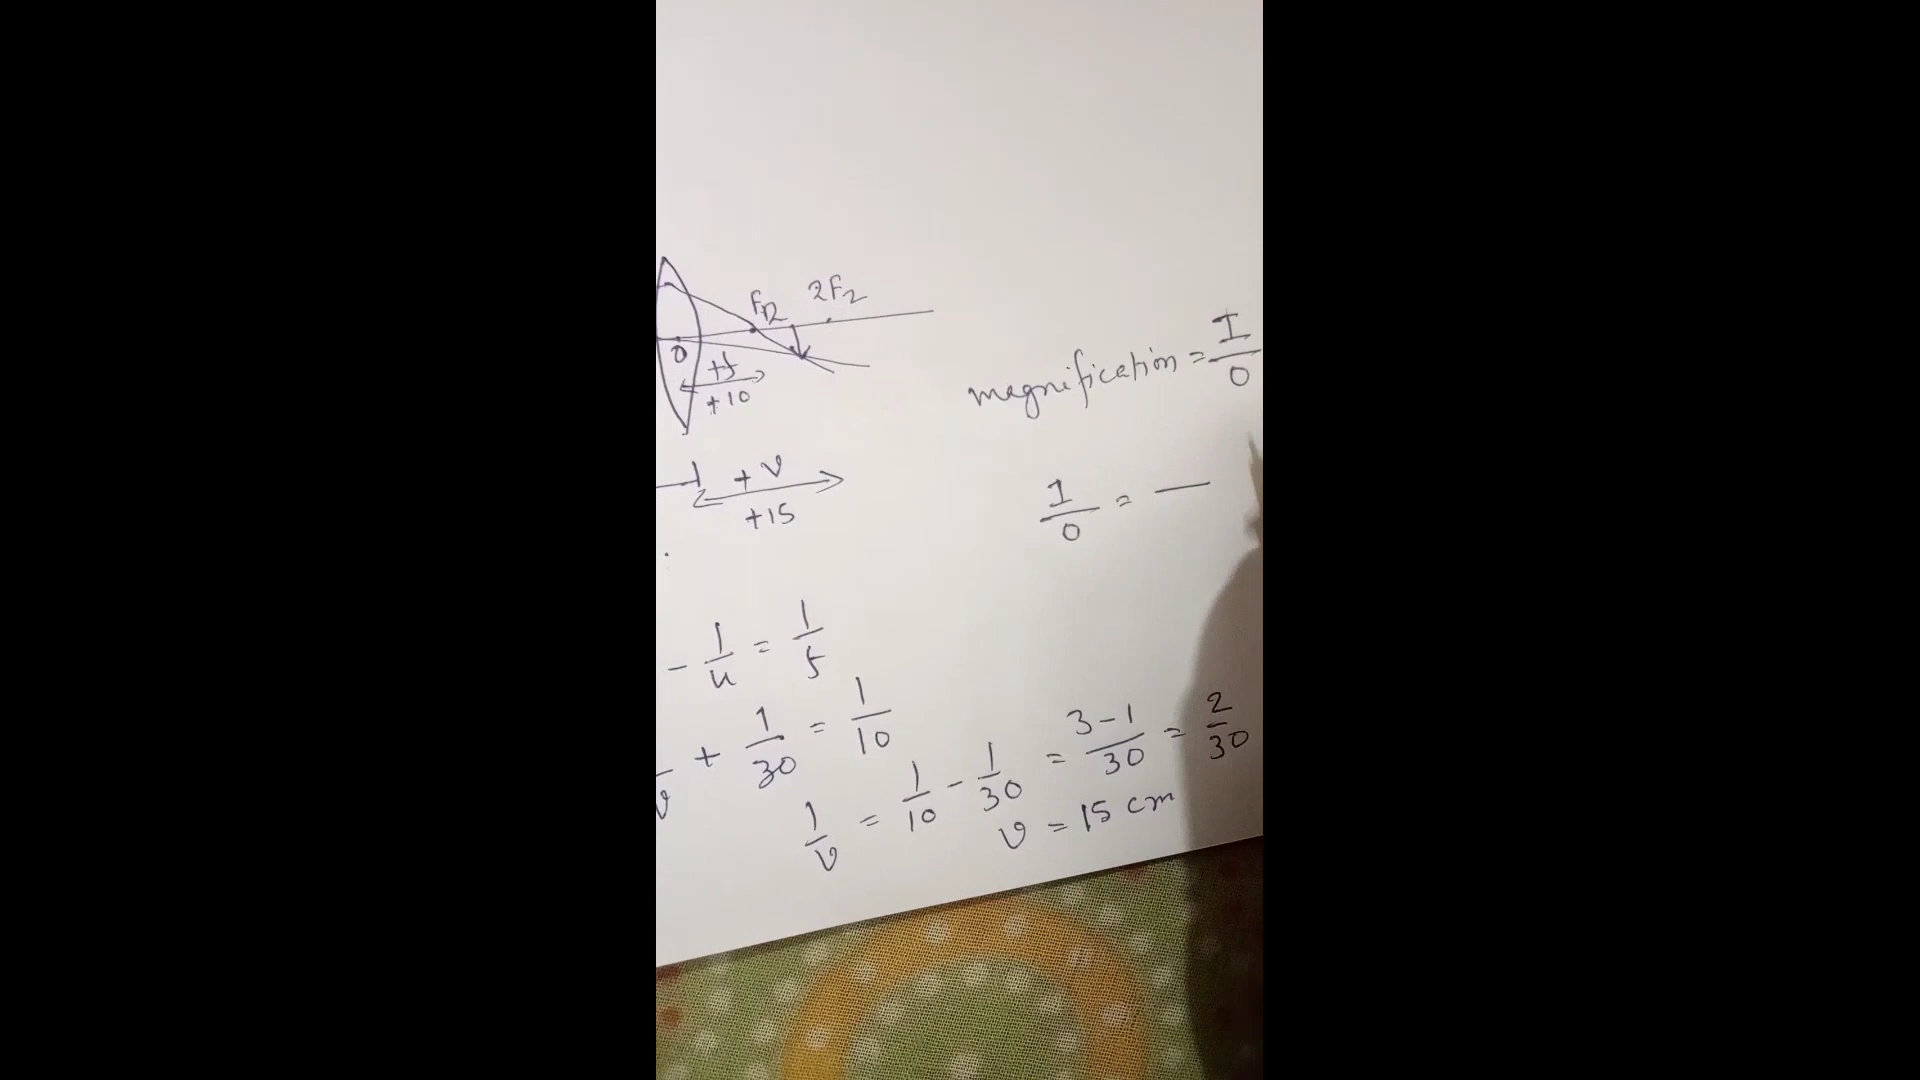 F2
2F2
O
+f
+10
magnification = I/O
+ v
+15
I/O = —
- 1/u = 1/f
1/v + 1/30 = 1/10
1/v = 1/10 - 1/30 = 3-1/30 = 2/30
v = 15 cm